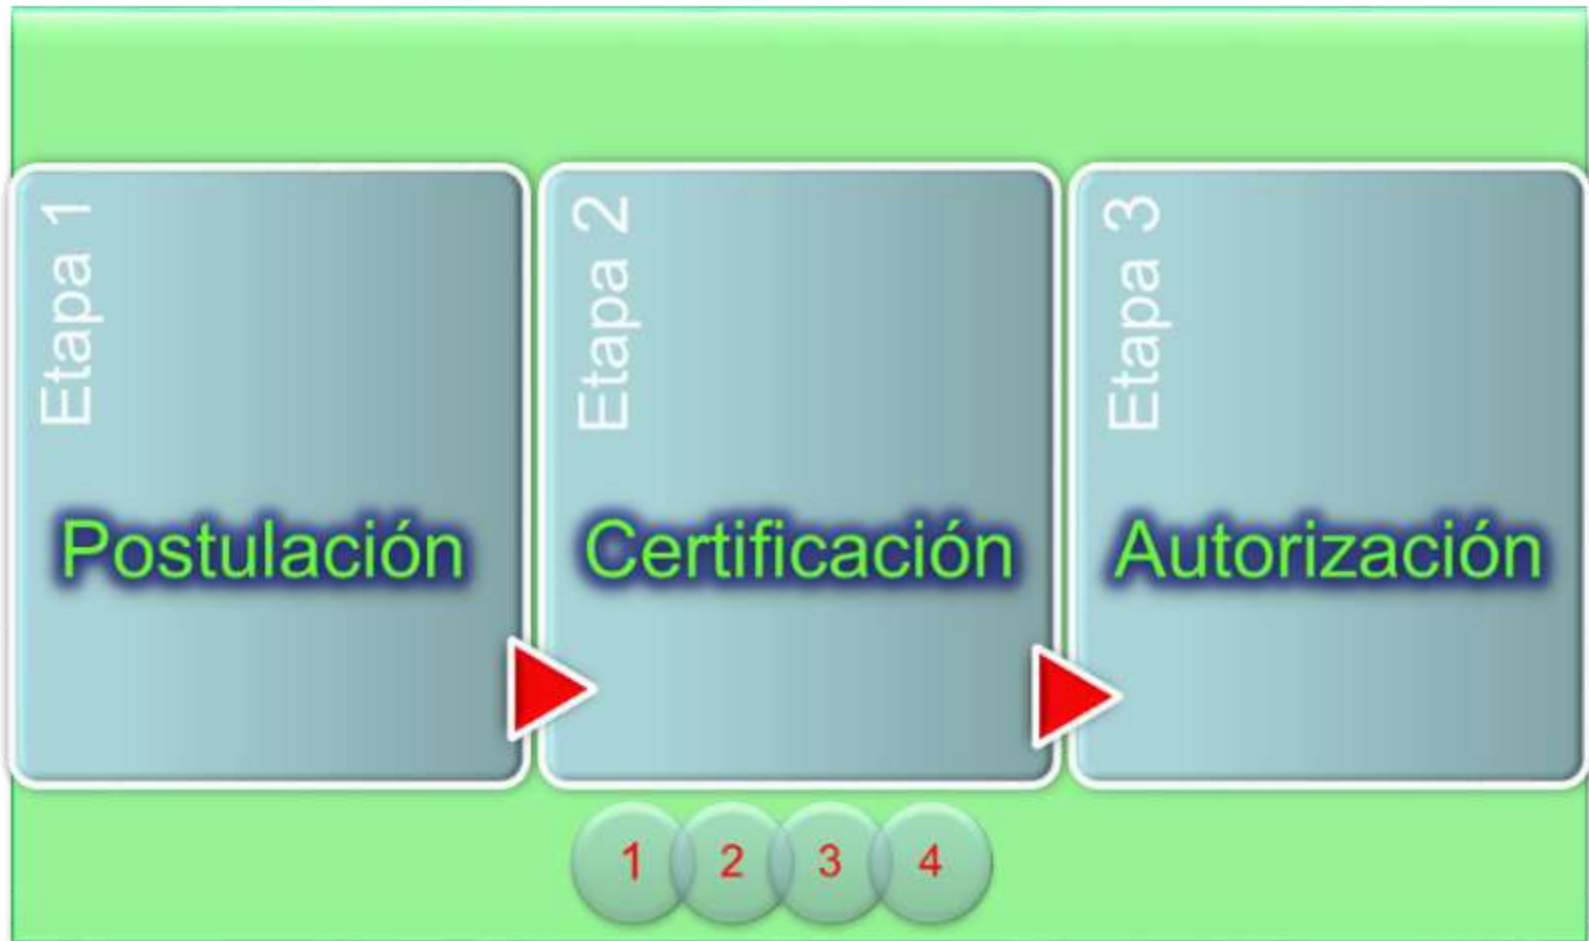 Etapa 1
Postulación
Etapa 2
Certificación
Etapa 3
Autorización
1 2 3 4